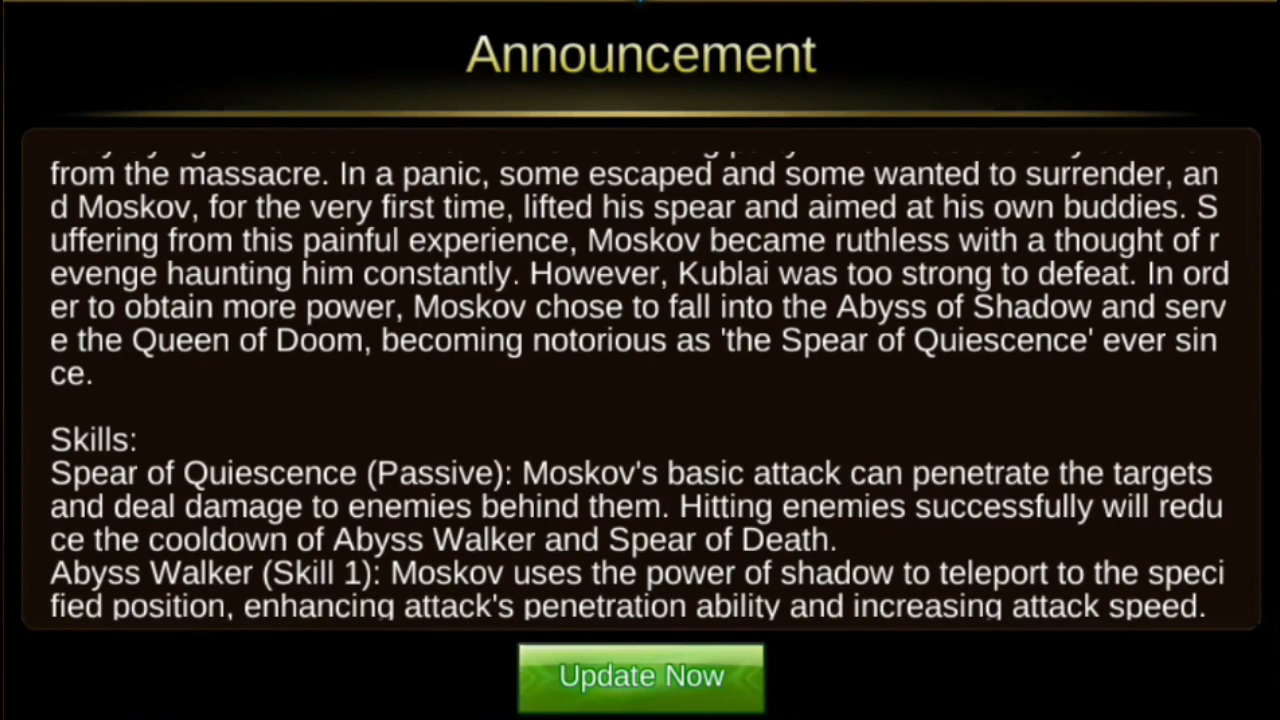 Announcement
from the massacre. In a panic, some escaped and some wanted to surrender, an
d Moskov, for the very first time, lifted his spear and aimed at his own buddies. S
uffering from this painful experience, Moskov became ruthless with a thought of r
evenge haunting him constantly. However, Kublai was too strong to defeat. In ord
er to obtain more power, Moskov chose to fall into the Abyss of Shadow and serv
e the Queen of Doom, becoming notorious as 'the Spear of Quiescence' ever sin
ce.
Skills:
Spear of Quiescence (Passive): Moskov's basic attack can penetrate the targets
and deal damage to enemies behind them. Hitting enemies successfully will redu
ce the cooldown of Abyss Walker and Spear of Death.
Abyss Walker (Skill 1): Moskov uses the power of shadow to teleport to the speci
fied position, enhancing attack's penetration ability and increasing attack speed.
Update Now